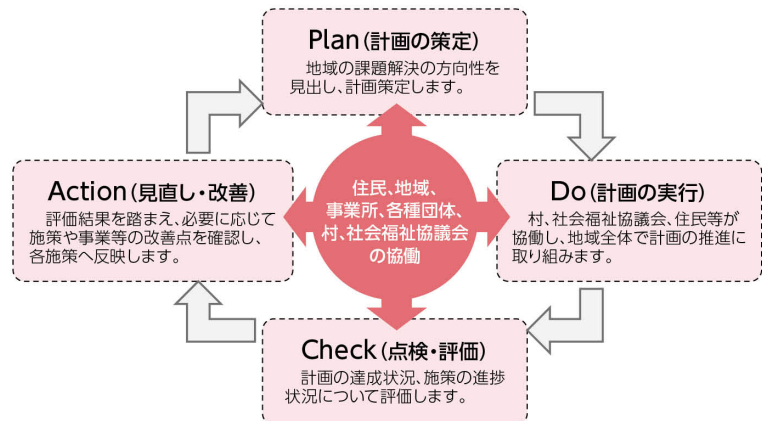 Plan(計画の策定)
地域の課題解決の方向性を
見出し、計画策定します。
Action(見直し・改善)
評価結果を踏まえ、必要に応じて
施策や事業等の改善点を確認し、
各施策へ反映します。
住民、地域、
事業所、各種団体、
村、社会福祉協議会
の協働
Do(計画の実行)
村、社会福祉協議会、住民等が
協働し、地域全体で計画の推進に
取り組みます。
Check(点検・評価)
計画の達成状況、施策の進捗
状況について評価します。